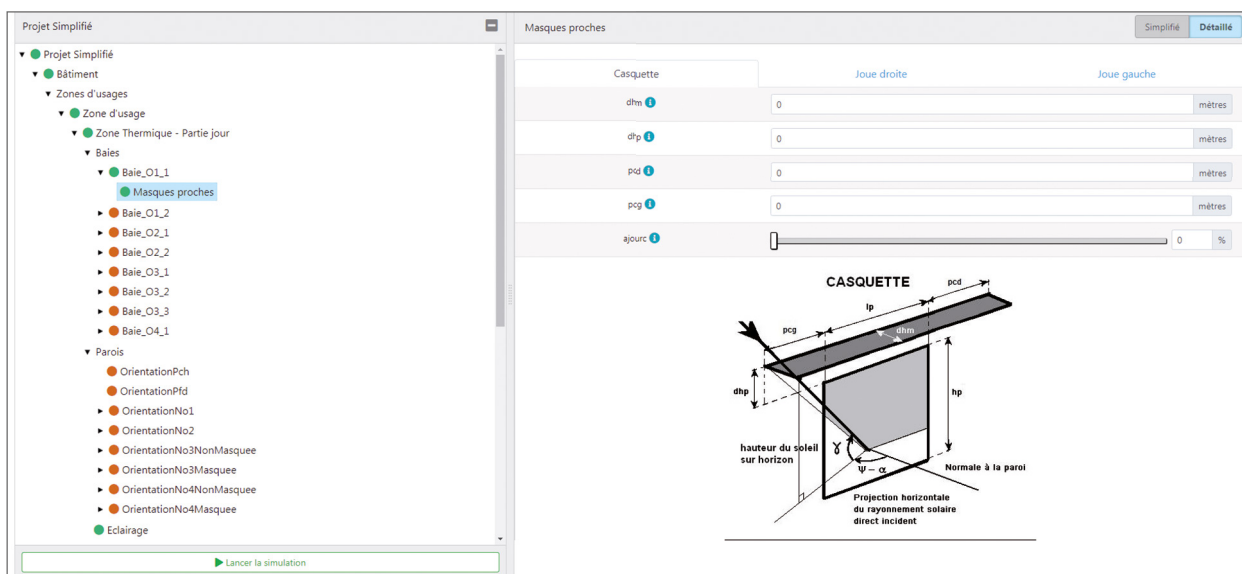 Projet Simplifié
Projet Simplifié
Bâtiment
Zones d'usages
Zone d'usage
Zone Thermique - Partie jour
Baies
Baie_O1_1
Masques proches
Baie_O1_2
Baie_O2_1
Baie_O2_2
Baie_O3_1
Baie_O3_2
Baie_O3_3
Baie_O4_1
Parois
OrientationPch
OrientationPfd
OrientationNo1
OrientationNo2
OrientationNo3NonMasquee
OrientationNo3Masquee
OrientationNo4NonMasquee
OrientationNo4Masquee
Eclairage
Lancer la simulation
Masques proches
Simplifié Détaillé
Casquette Joue droite Joue gauche
dhm 0 mètres
dhp 0 mètres
pcd 0 mètres
pcg 0 mètres
ajourc 0 %
CASQUETTE
pcd
lp
pcg
dhm
dhp
hp
hauteur du soleil
sur horizon
γ
Ψ – α
Normale à la paroi
Projection horizontale
du rayonnement solaire
direct incident